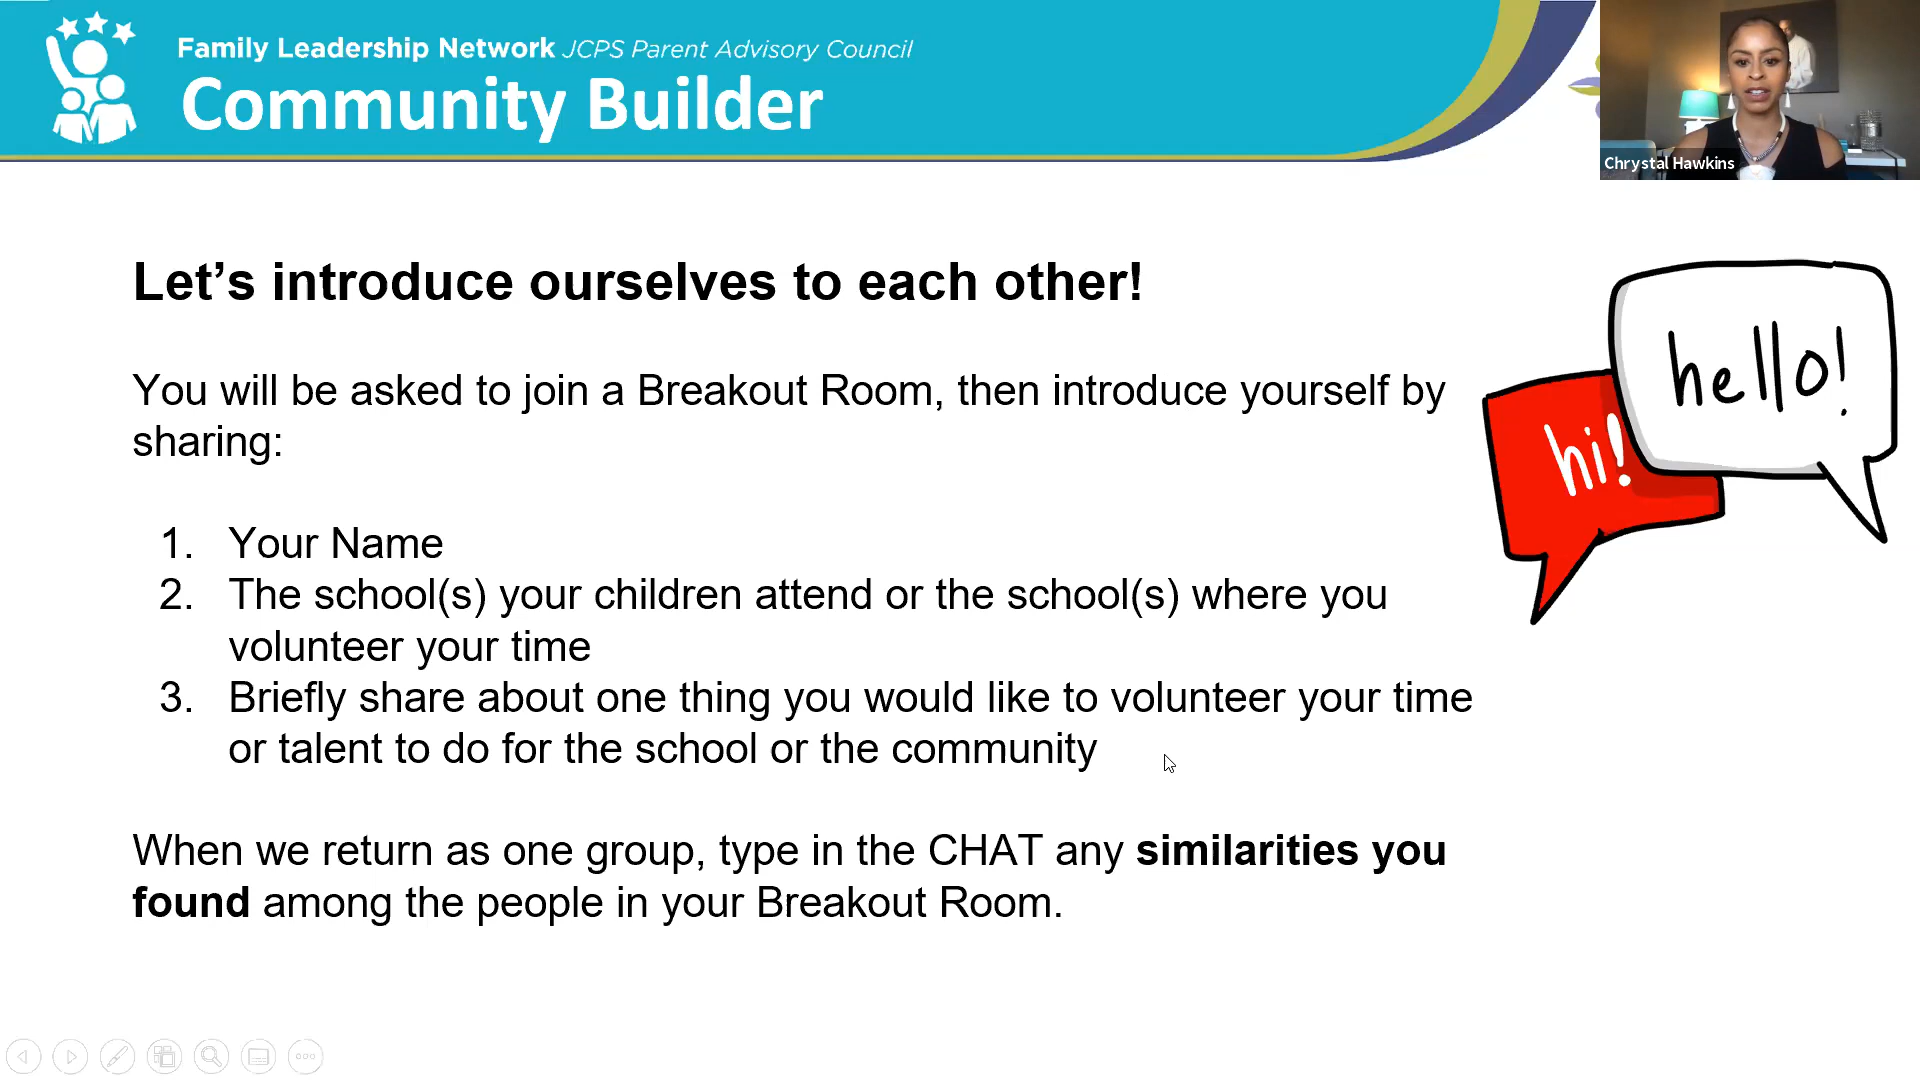 Family Leadership Network JCPS Parent Advisory Council
Community Builder
Chrystal Hawkins
Let’s introduce ourselves to each other!
hello!
hi!
You will be asked to join a Breakout Room, then introduce yourself by
sharing:
1. Your Name
2. The school(s) your children attend or the school(s) where you
volunteer your time
3. Briefly share about one thing you would like to volunteer your time
or talent to do for the school or the community
When we return as one group, type in the CHAT any similarities you
found among the people in your Breakout Room.